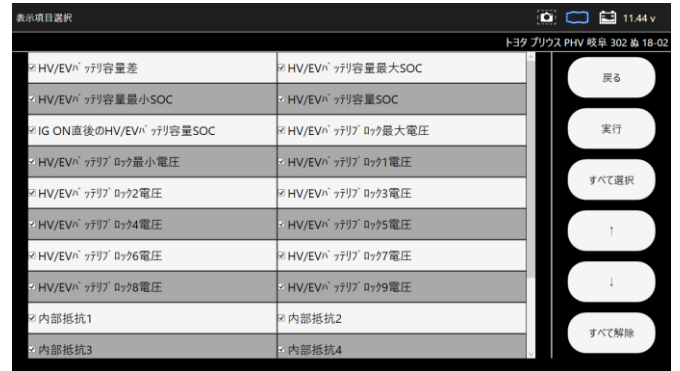 表示項目選択
11.44 v
トヨタ プリウス PHV 岐阜 302 ぬ 18-02
HV/EVバッテリ容量差 HV/EVバッテリ容量最大SOC
HV/EVバッテリ容量最小SOC HV/EVバッテリ容量SOC
IG ON直後のHV/EVバッテリ容量SOC HV/EVバッテリブロック最大電圧
HV/EVバッテリブロック最小電圧 HV/EVバッテリブロック1電圧
HV/EVバッテリブロック2電圧 HV/EVバッテリブロック3電圧
HV/EVバッテリブロック4電圧 HV/EVバッテリブロック5電圧
HV/EVバッテリブロック6電圧 HV/EVバッテリブロック7電圧
HV/EVバッテリブロック8電圧 HV/EVバッテリブロック9電圧
内部抵抗1 内部抵抗2
内部抵抗3 内部抵抗4
戻る
実行
すべて選択
↑
↓
すべて解除